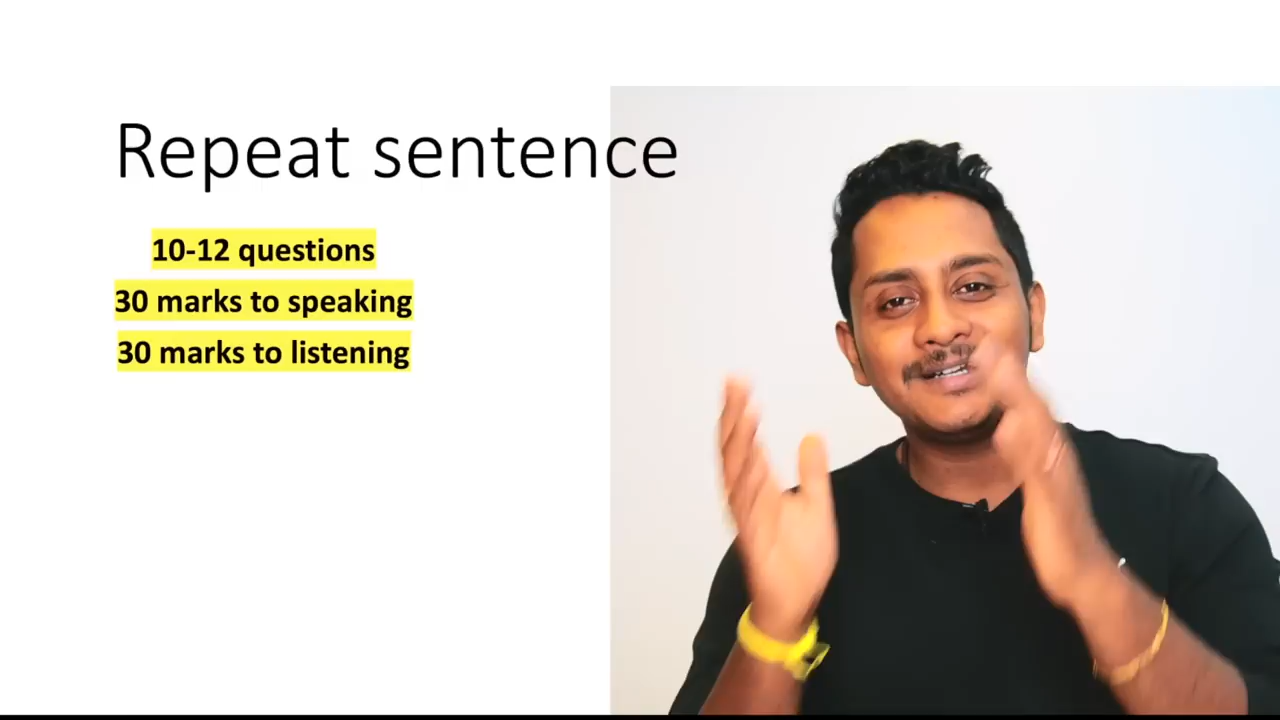 Repeat sentence
10-12 questions
30 marks to speaking
30 marks to listening